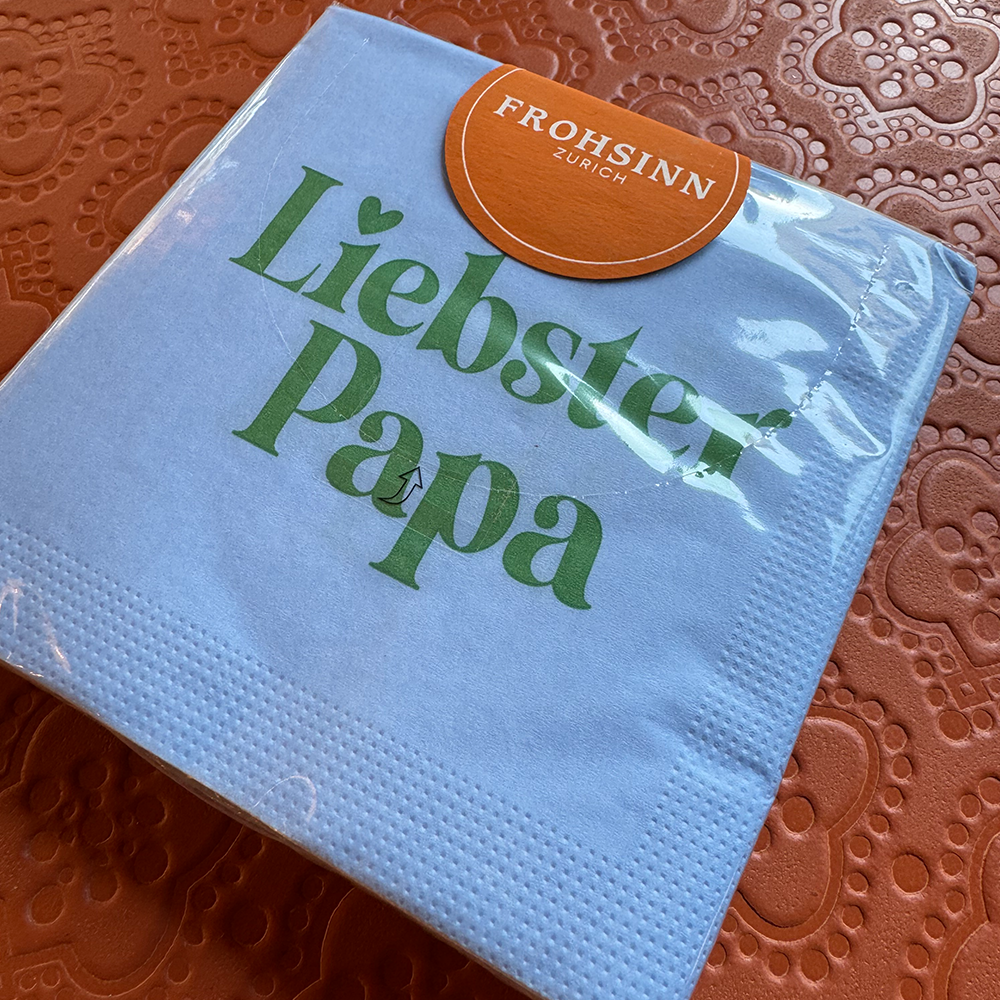 FROHSINN
ZURICH
Liebster
Papa